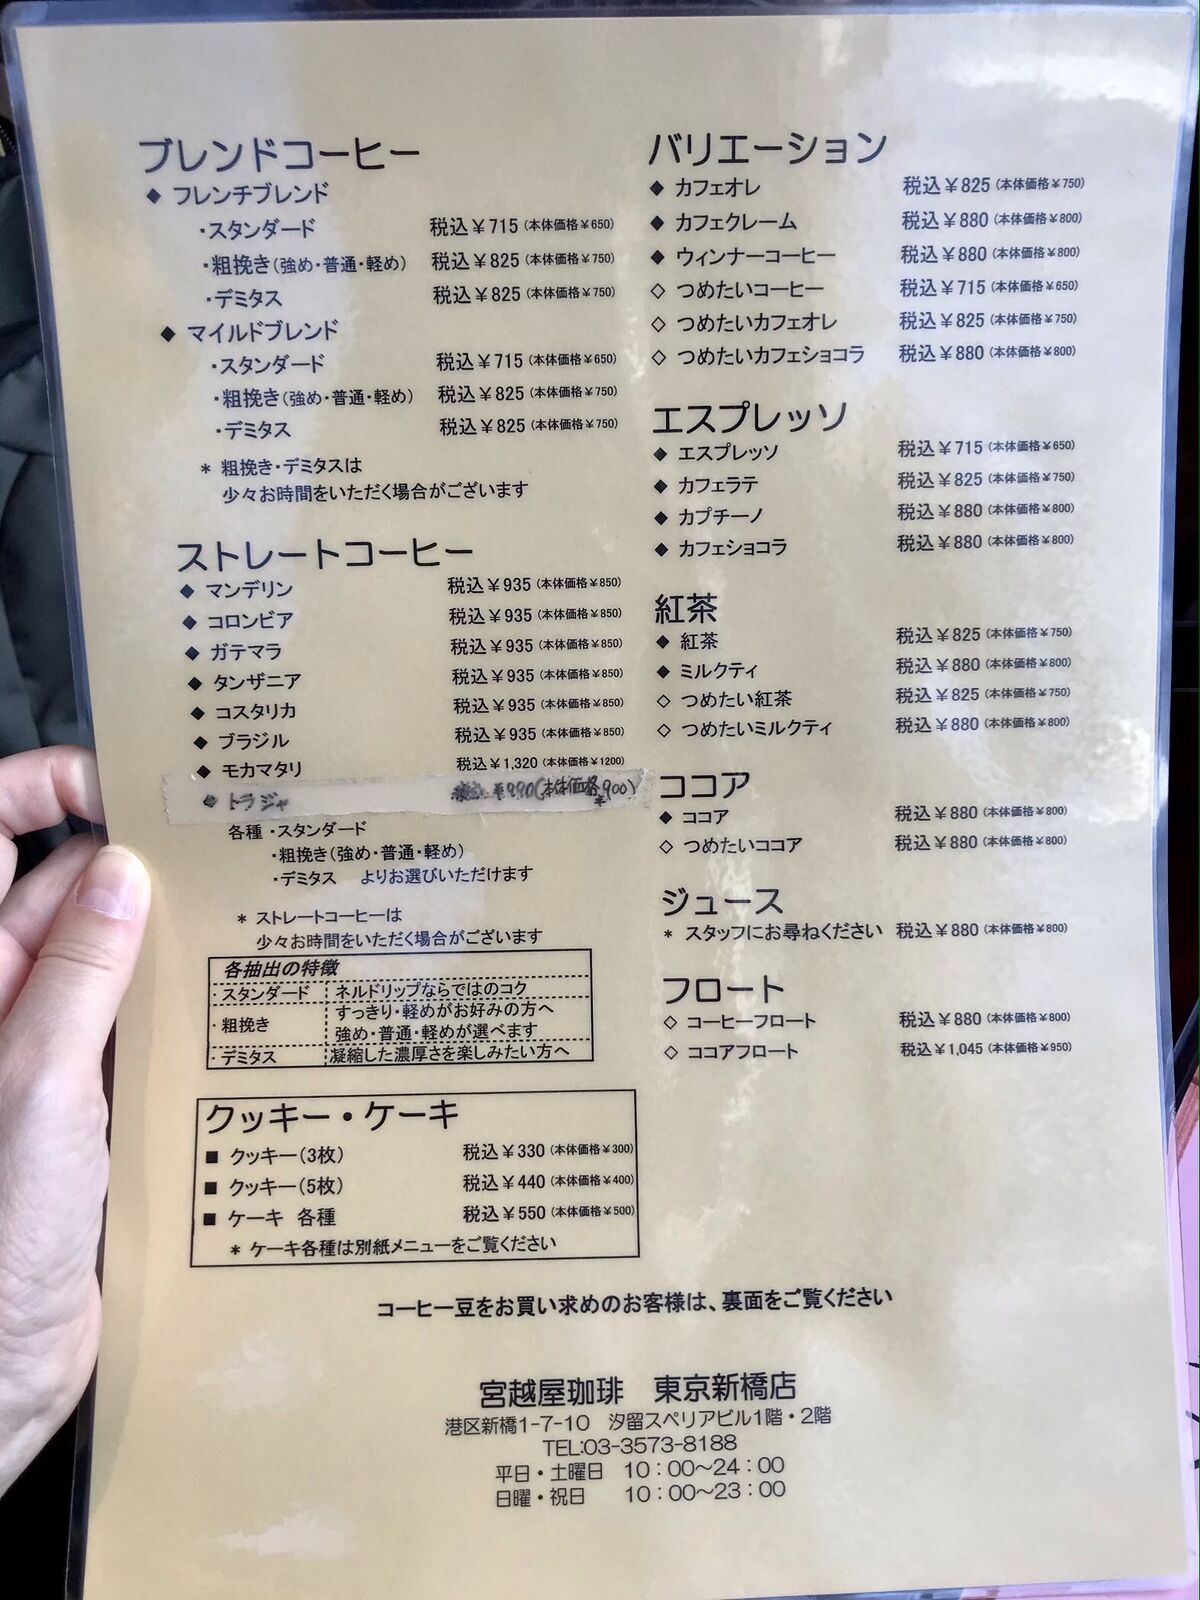 ブレンドコーヒー
◆ フレンチブレンド
・スタンダード 税込￥715 (本体価格￥650)
・粗挽き(強め・普通・軽め) 税込￥825 (本体価格￥750)
・デミタス 税込￥825 (本体価格￥750)
◆ マイルドブレンド
・スタンダード 税込￥715 (本体価格￥650)
・粗挽き(強め・普通・軽め) 税込￥825 (本体価格￥750)
・デミタス 税込￥825 (本体価格￥750)
＊ 粗挽き・デミタスは
少々お時間をいただく場合がございます
ストレートコーヒー
◆ マンデリン 税込￥935 (本体価格￥850)
◆ コロンビア 税込￥935 (本体価格￥850)
◆ ガテマラ 税込￥935 (本体価格￥850)
◆ タンザニア 税込￥935 (本体価格￥850)
◆ コスタリカ 税込￥935 (本体価格￥850)
◆ ブラジル 税込￥935 (本体価格￥850)
◆ モカマタリ 税込￥1,320 (本体価格￥1200)
◆ トラジャ 税込￥990(本体価格￥900)
各種 ・スタンダード
・粗挽き(強め・普通・軽め)
・デミタス よりお選びいただけます
＊ ストレートコーヒーは
少々お時間をいただく場合がございます
各抽出の特徴
・スタンダード ネルドリップならではのコク
・粗挽き すっきり・軽めがお好みの方へ
強め・普通・軽めが選べます
・デミタス 凝縮した濃厚さを楽しみたい方へ
クッキー・ケーキ
■ クッキー(3枚) 税込￥330 (本体価格￥300)
■ クッキー(5枚) 税込￥440 (本体価格￥400)
■ ケーキ 各種 税込￥550 (本体価格￥500)
＊ ケーキ各種は別紙メニューをご覧ください
バリエーション
◆ カフェオレ 税込￥825 (本体価格￥750)
◆ カフェクレーム 税込￥880 (本体価格￥800)
◆ ウィンナーコーヒー 税込￥880 (本体価格￥800)
◇ つめたいコーヒー 税込￥715 (本体価格￥650)
◇ つめたいカフェオレ 税込￥825 (本体価格￥750)
◇ つめたいカフェショコラ 税込￥880 (本体価格￥800)
エスプレッソ
◆ エスプレッソ 税込￥715 (本体価格￥650)
◆ カフェラテ 税込￥825 (本体価格￥750)
◆ カプチーノ 税込￥880 (本体価格￥800)
◆ カフェショコラ 税込￥880 (本体価格￥800)
紅茶
◆ 紅茶 税込￥825 (本体価格￥750)
◆ ミルクティ 税込￥880 (本体価格￥800)
◇ つめたい紅茶 税込￥825 (本体価格￥750)
◇ つめたいミルクティ 税込￥880 (本体価格￥800)
ココア
◆ ココア 税込￥880 (本体価格￥800)
◇ つめたいココア 税込￥880 (本体価格￥800)
ジュース
＊ スタッフにお尋ねください 税込￥880 (本体価格￥800)
フロート
◇ コーヒーフロート 税込￥880 (本体価格￥800)
◇ ココアフロート 税込￥1,045 (本体価格￥950)
コーヒー豆をお買い求めのお客様は、裏面をご覧ください
宮越屋珈琲 東京新橋店
港区新橋1-7-10 汐留スペリアビル1階・2階
TEL:03-3573-8188
平日・土曜日 10：00〜24：00
日曜・祝日 10：00〜23：00